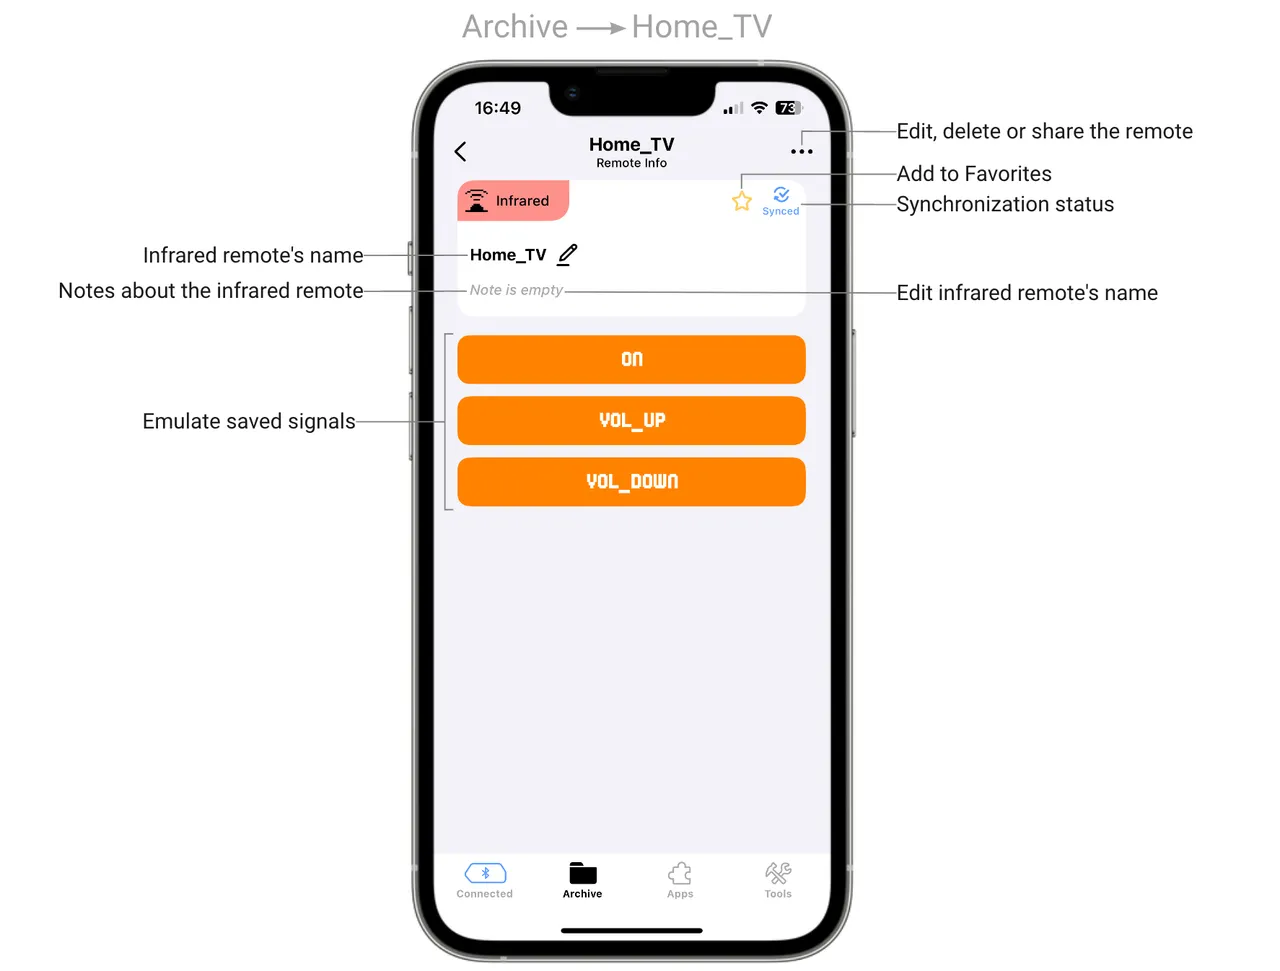 Archive Home_TV
16:49 73
Home_TV
Remote Info
Edit, delete or share the remote
Add to Favorites
Infrared
Synced
Synchronization status
Infrared remote's name
Home_TV
Notes about the infrared remote
Note is empty
Edit infrared remote's name
ON
Emulate saved signals
VOL_UP
VOL_DOWN
Connected Archive Apps Tools